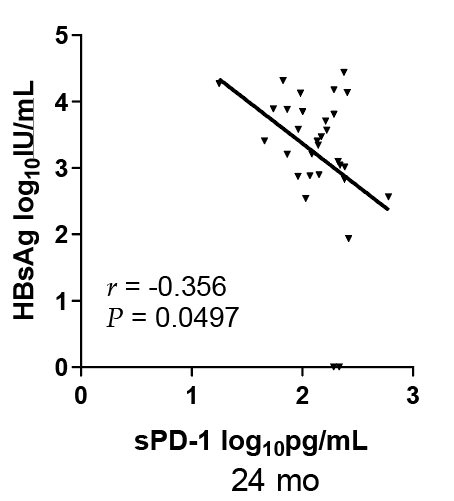 5
4
3
2
1
0
HBsAg log10IU/mL
r = -0.356
P = 0.0497
0 1 2 3
sPD-1 log10pg/mL
24 mo